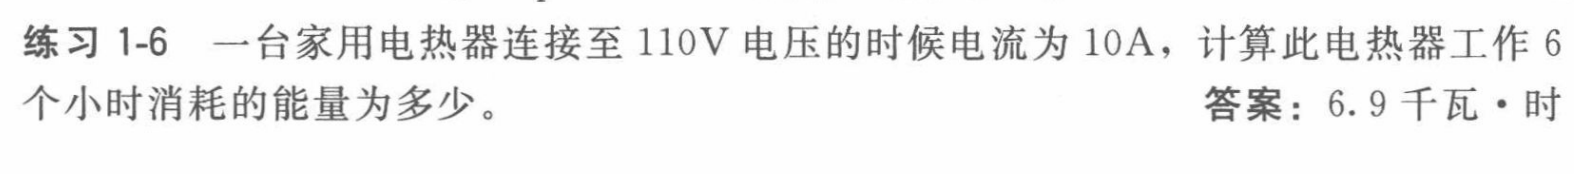 练习 1-6 一台家用电热器连接至 110V 电压的时候电流为 10A，计算此电热器工作 6
个小时消耗的能量为多少。 答案：6.9 千瓦·时